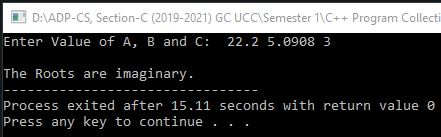 D:\ADP-CS, Section-C (2019-2021) GC UCC\Semester 1\C++ Program Collecti
Enter Value of A, B and C:  22.2 5.0908 3
The Roots are imaginary.
--------------------------------
Process exited after 15.11 seconds with return value 0
Press any key to continue . . .